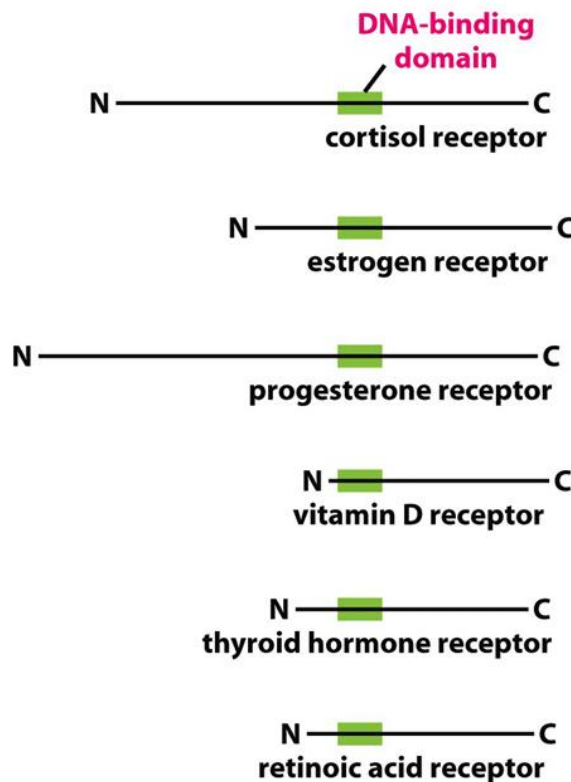 DNA-binding
domain
N C
cortisol receptor
N C
estrogen receptor
N C
progesterone receptor
N C
vitamin D receptor
N C
thyroid hormone receptor
N C
retinoic acid receptor